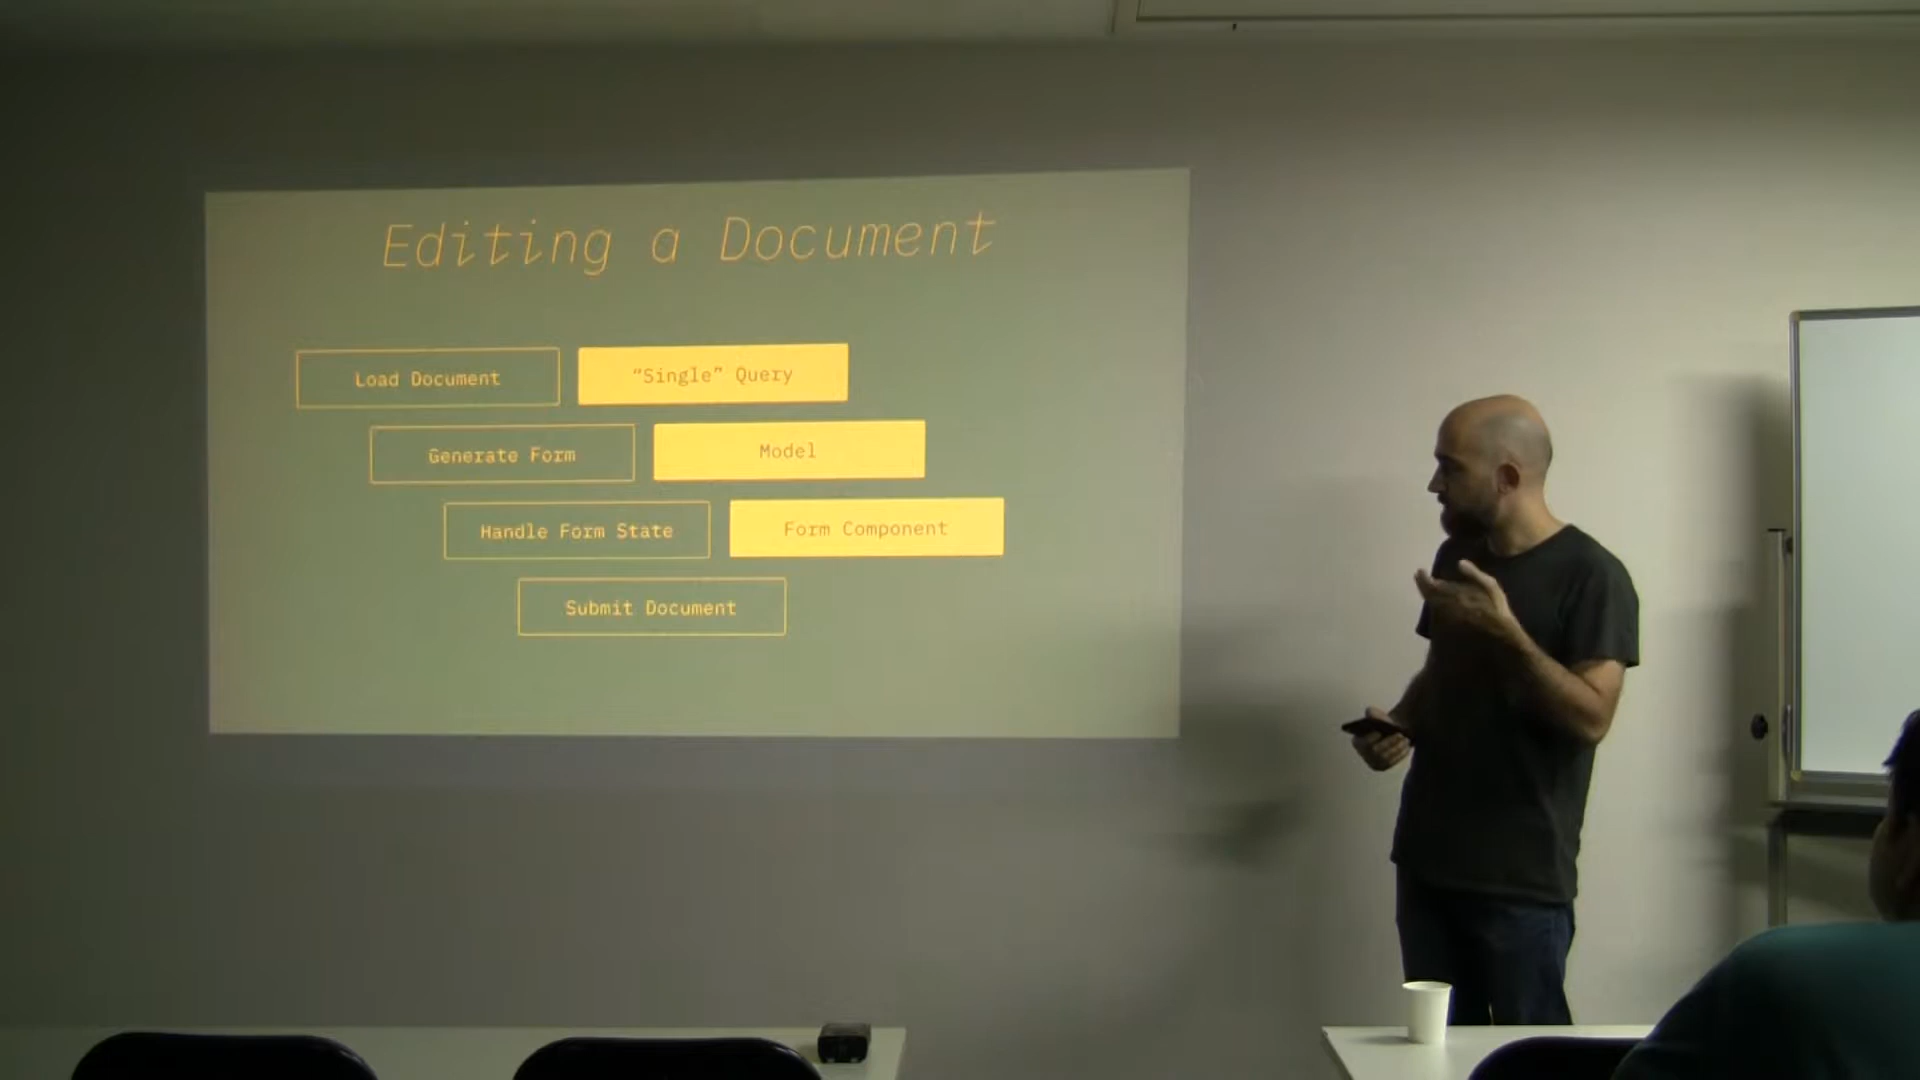 Editing a Document
Load Document
“Single” Query
Generate Form
Model
Handle Form State
Form Component
Submit Document